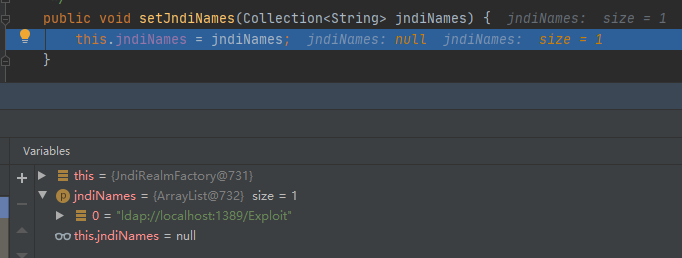 public void setJndiNames(Collection<String> jndiNames) { jndiNames: size = 1
this.jndiNames = jndiNames; jndiNames: null jndiNames: size = 1
}
Variables
this = {JndiRealmFactory@731}
jndiNames = {ArrayList@732} size = 1
0 = "ldap://localhost:1389/Exploit"
this.jndiNames = null